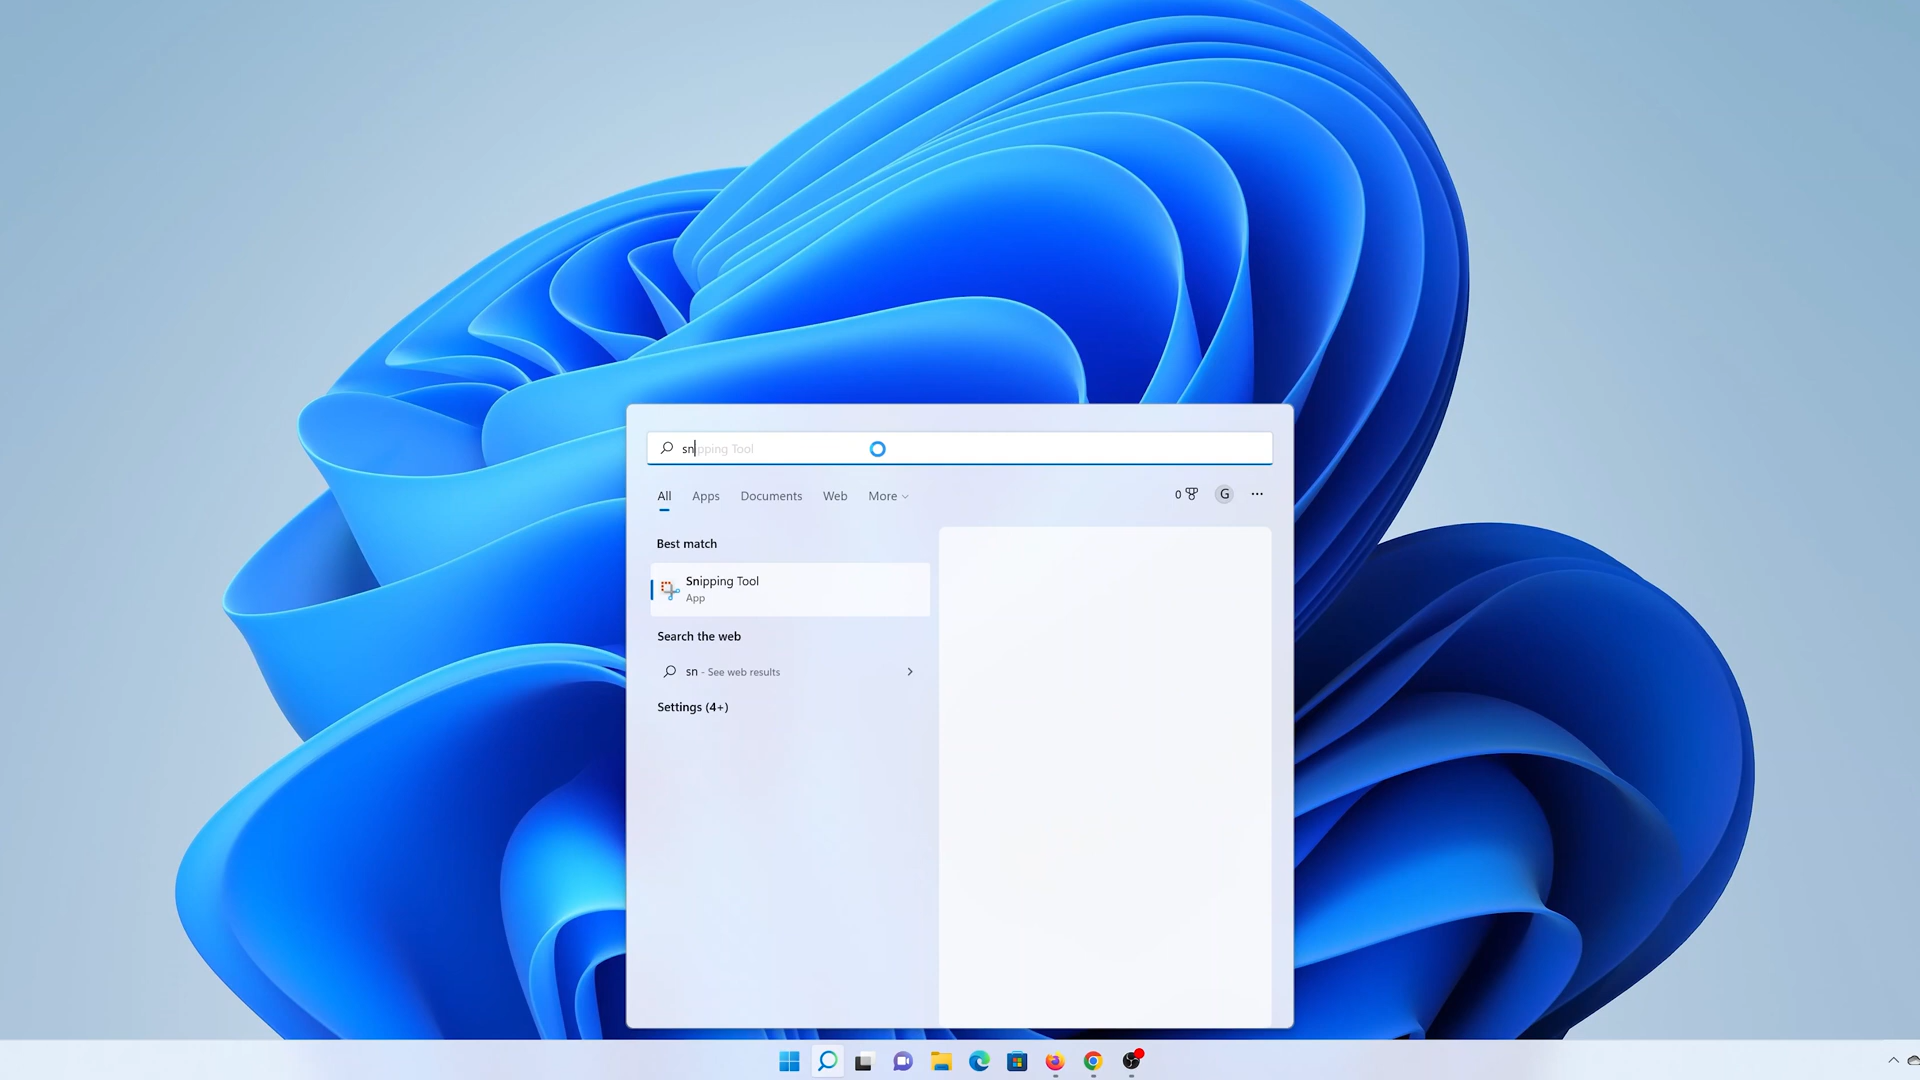 snipping Tool
All Apps Documents Web More
0 G
Best match
Snipping Tool
App
Search the web
sn - See web results
Settings (4+)